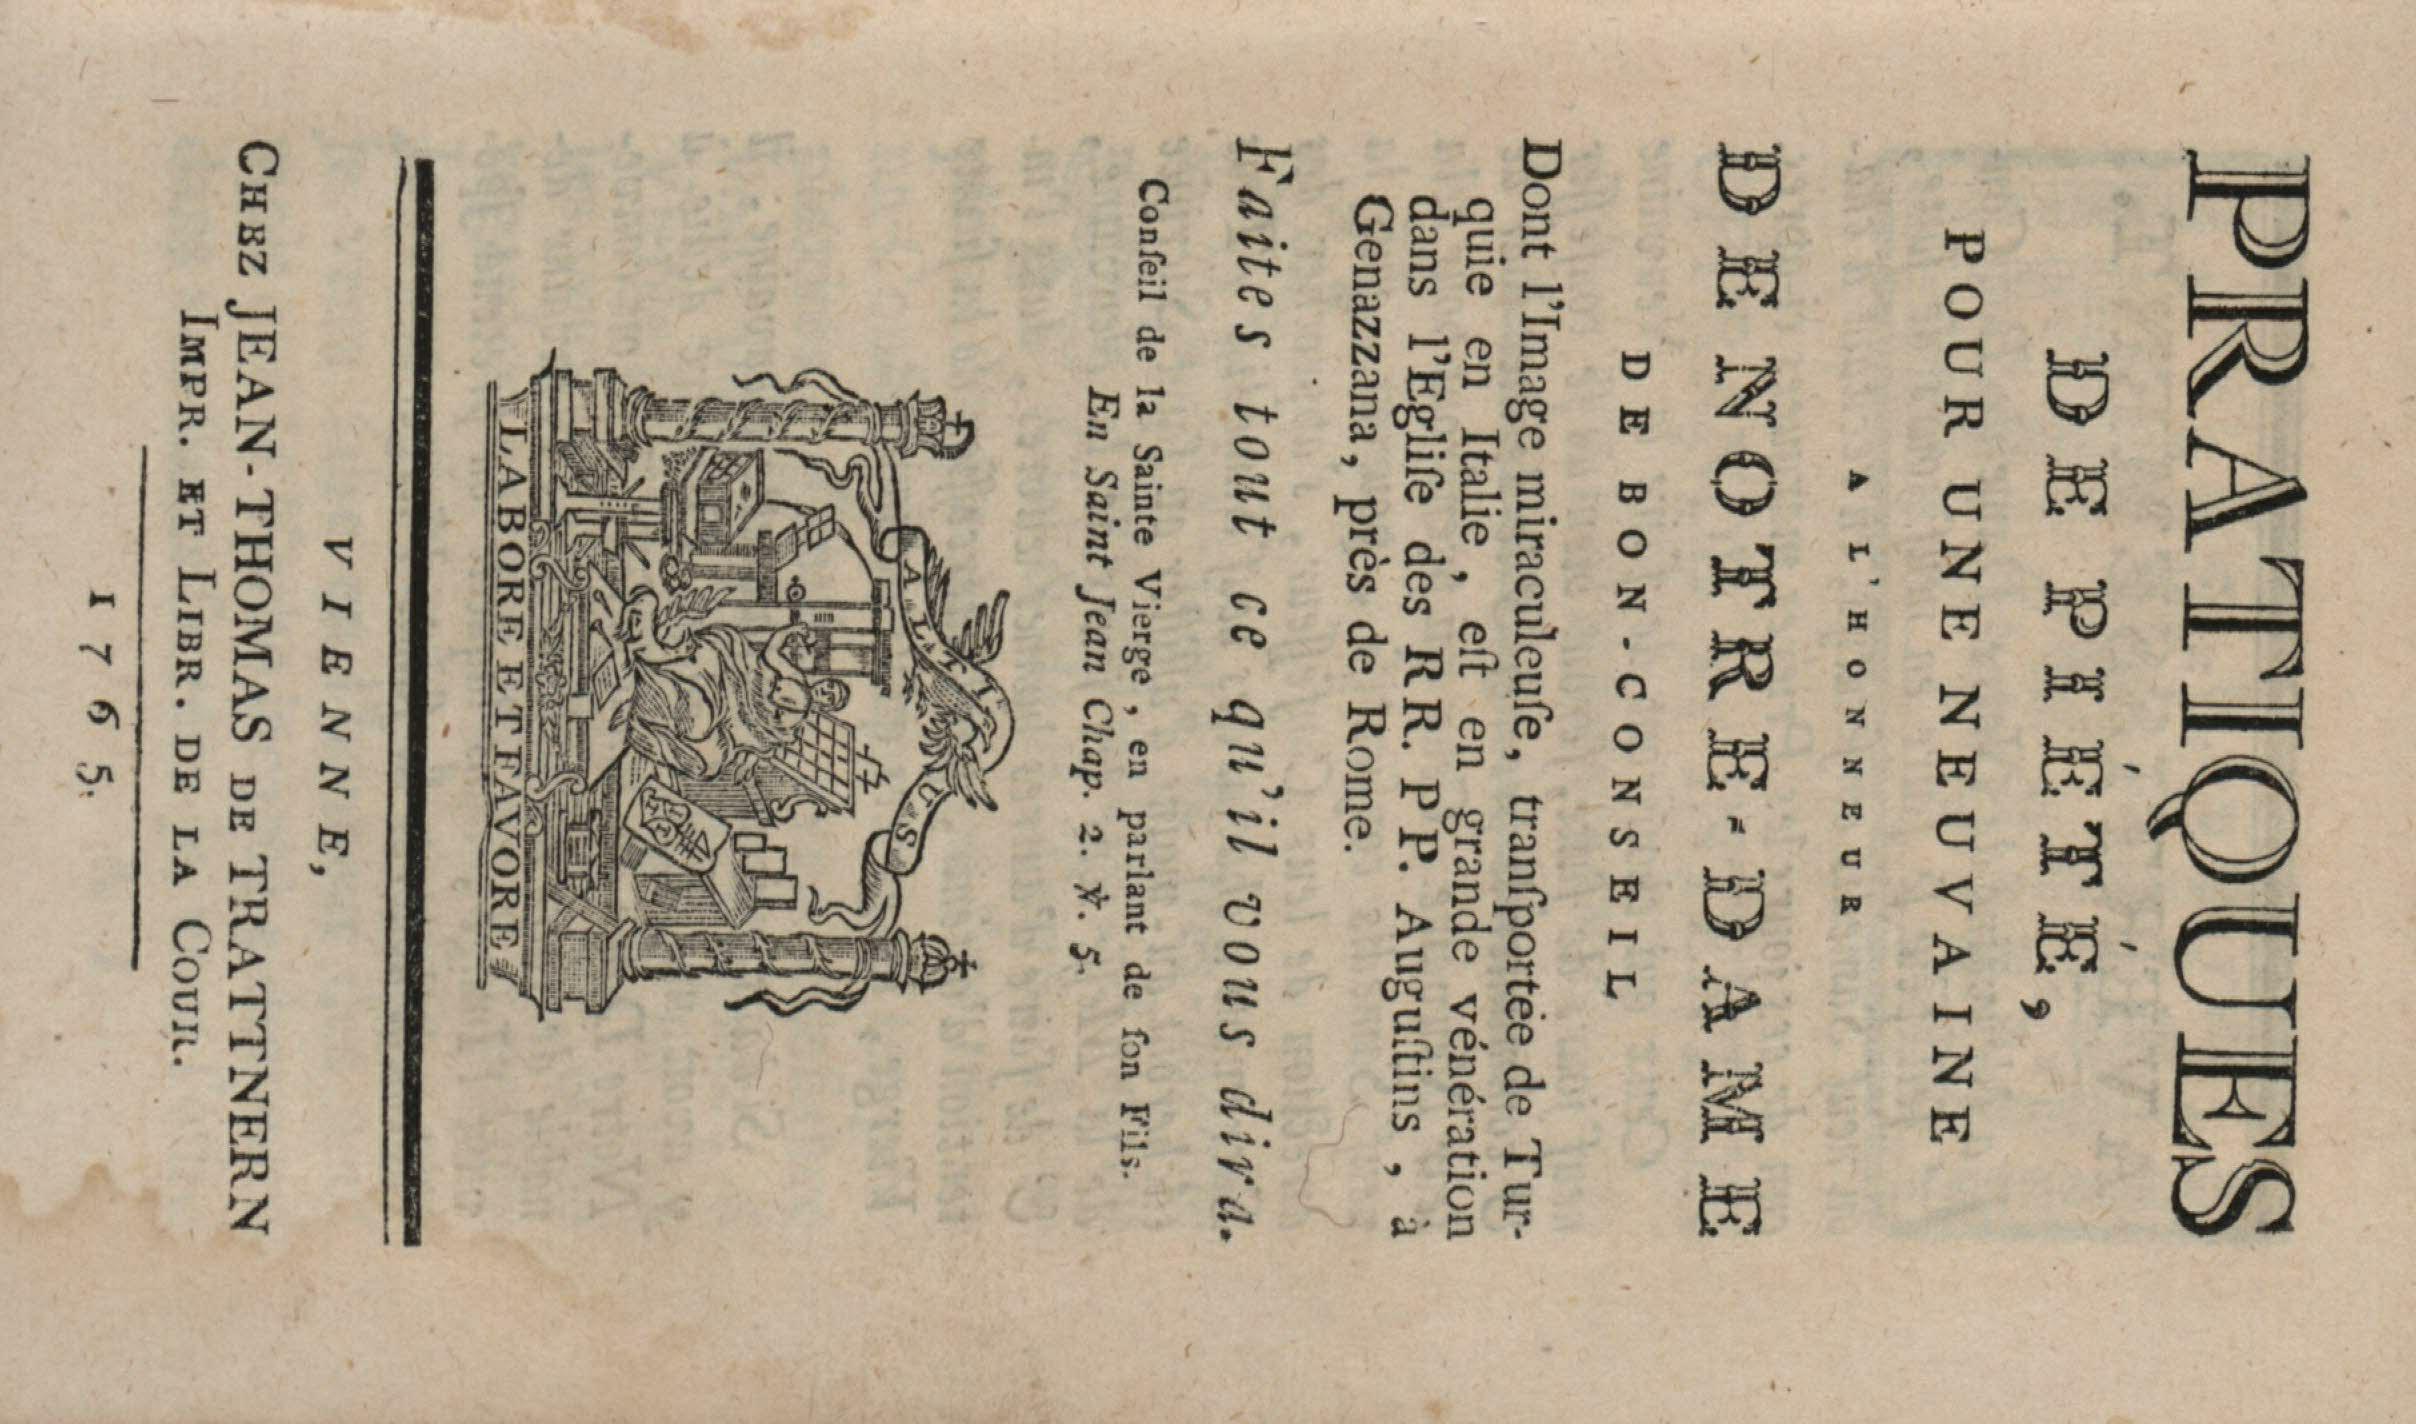 PRATIQUES
DE PIÉTÉ,
POUR UNE NEUVAINE
A L'HONNEUR
DE NOTRE-DAME
DE BON-CONSEIL
Dont l'Image miraculeuſe, tranſportée de Tur-
quie en Italie, eſt en grande vénération
dans l'Egliſe des RR. PP. Auguſtins, à
Genazzana, près de Rome.
Faites tout ce qu'il vous dira.
Conſeil de la Sainte Vierge, en parlant de ſon Fils.
En Saint Jean Chap. 2. ℣. 5.
ALTIUS
LABORE ET FAVORE
VIENNE,
CHEZ JEAN-THOMAS DE TRATTNERN
IMPR. ET LIBR. DE LA COUR.
1765.